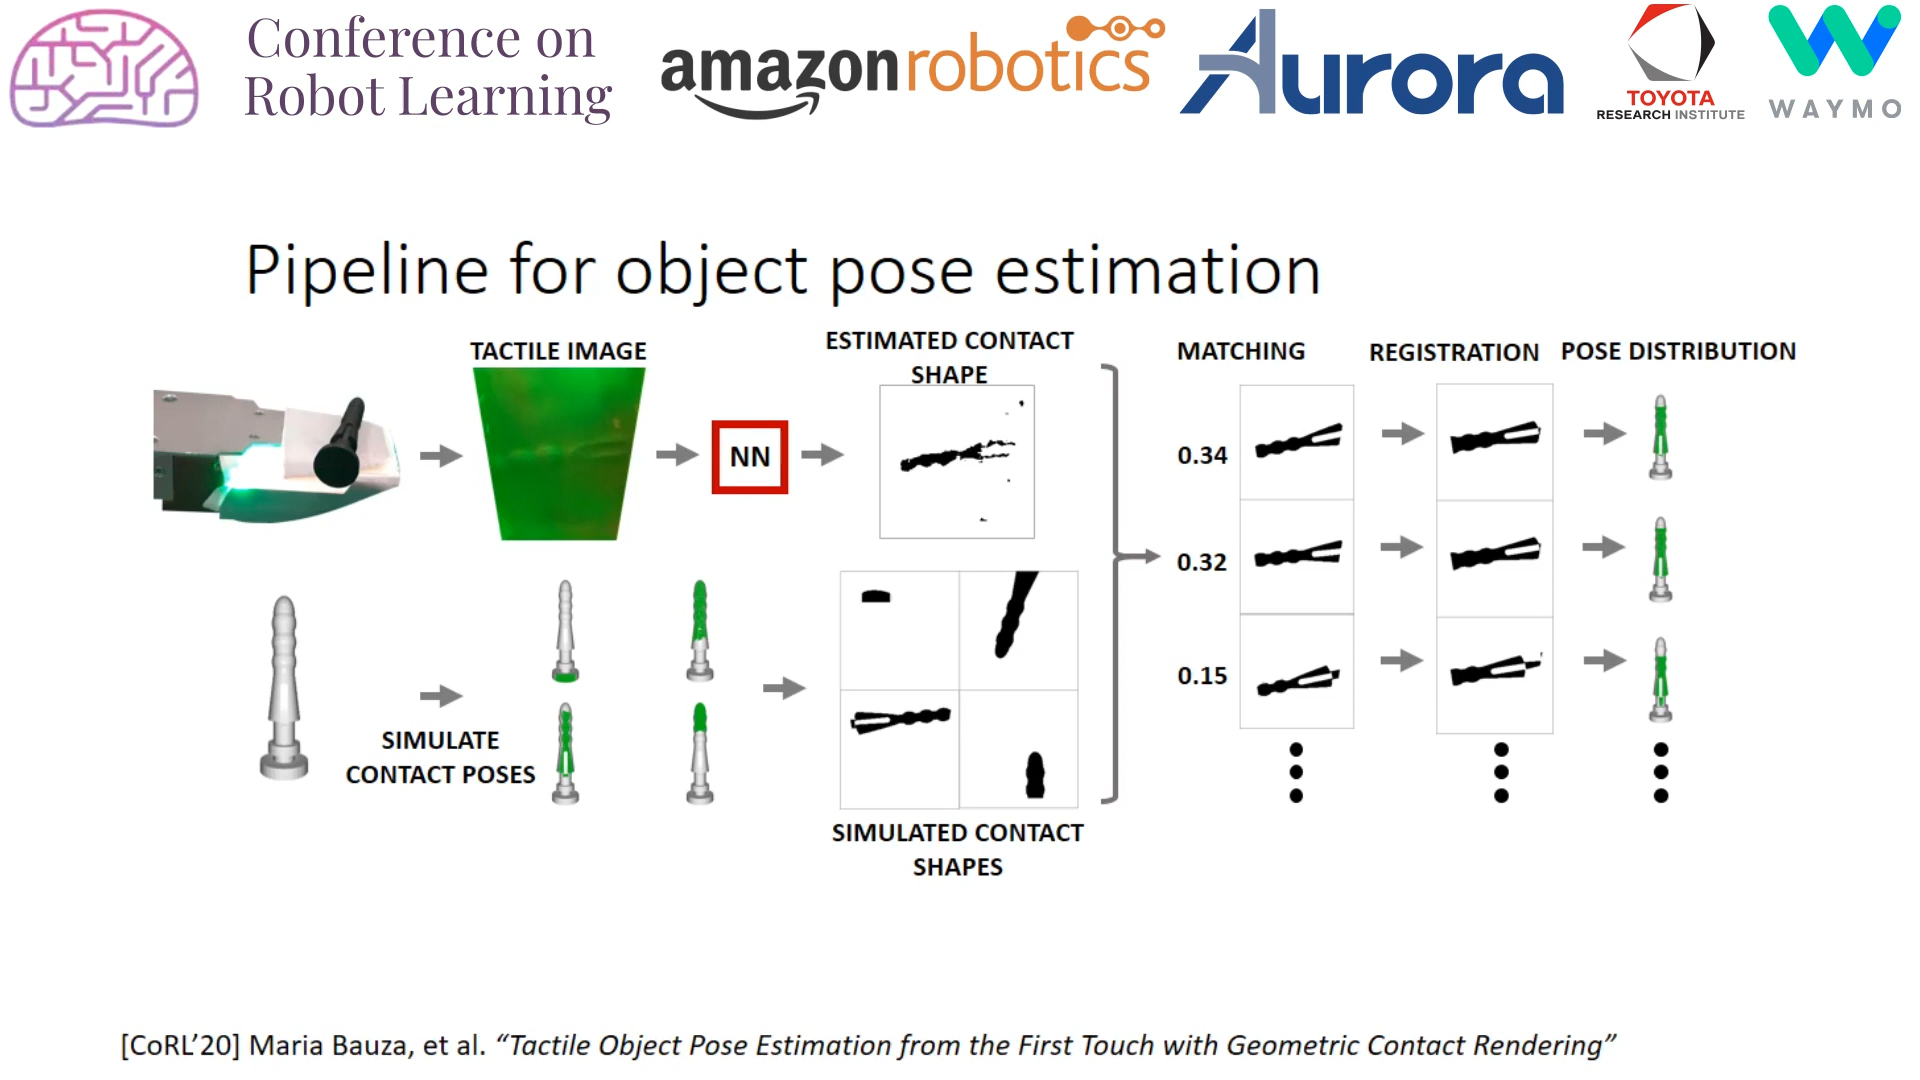 Conference on
Robot Learning
amazon robotics
Aurora
TOYOTA
RESEARCH INSTITUTE
WAYMO
Pipeline for object pose estimation
TACTILE IMAGE
ESTIMATED CONTACT
SHAPE
MATCHING
REGISTRATION
POSE DISTRIBUTION
NN
0.34
0.32
0.15
SIMULATE
CONTACT POSES
SIMULATED CONTACT
SHAPES
[CoRL’20] Maria Bauza, et al. “Tactile Object Pose Estimation from the First Touch with Geometric Contact Rendering”